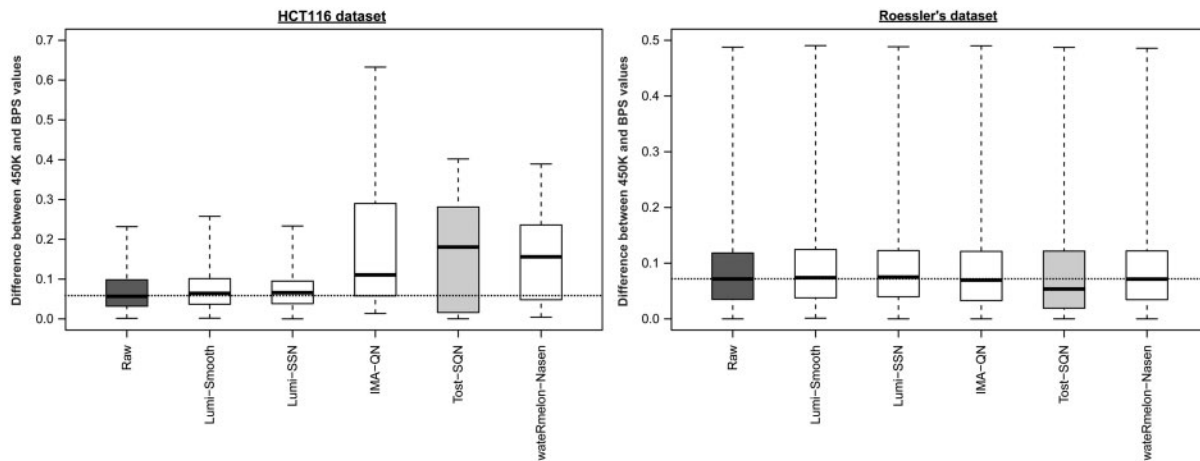 HCT116 dataset
Difference between 450K and BPS values
0.7
0.6
0.5
0.4
0.3
0.2
0.1
0.0
Raw
Lumi-Smooth
Lumi-SSN
IMA-QN
Tost-SQN
wateRmelon-Nasen
Roessler's dataset
Difference between 450K and BPS values
0.5
0.4
0.3
0.2
0.1
0.0
Raw
Lumi-Smooth
Lumi-SSN
IMA-QN
Tost-SQN
wateRmelon-Nasen